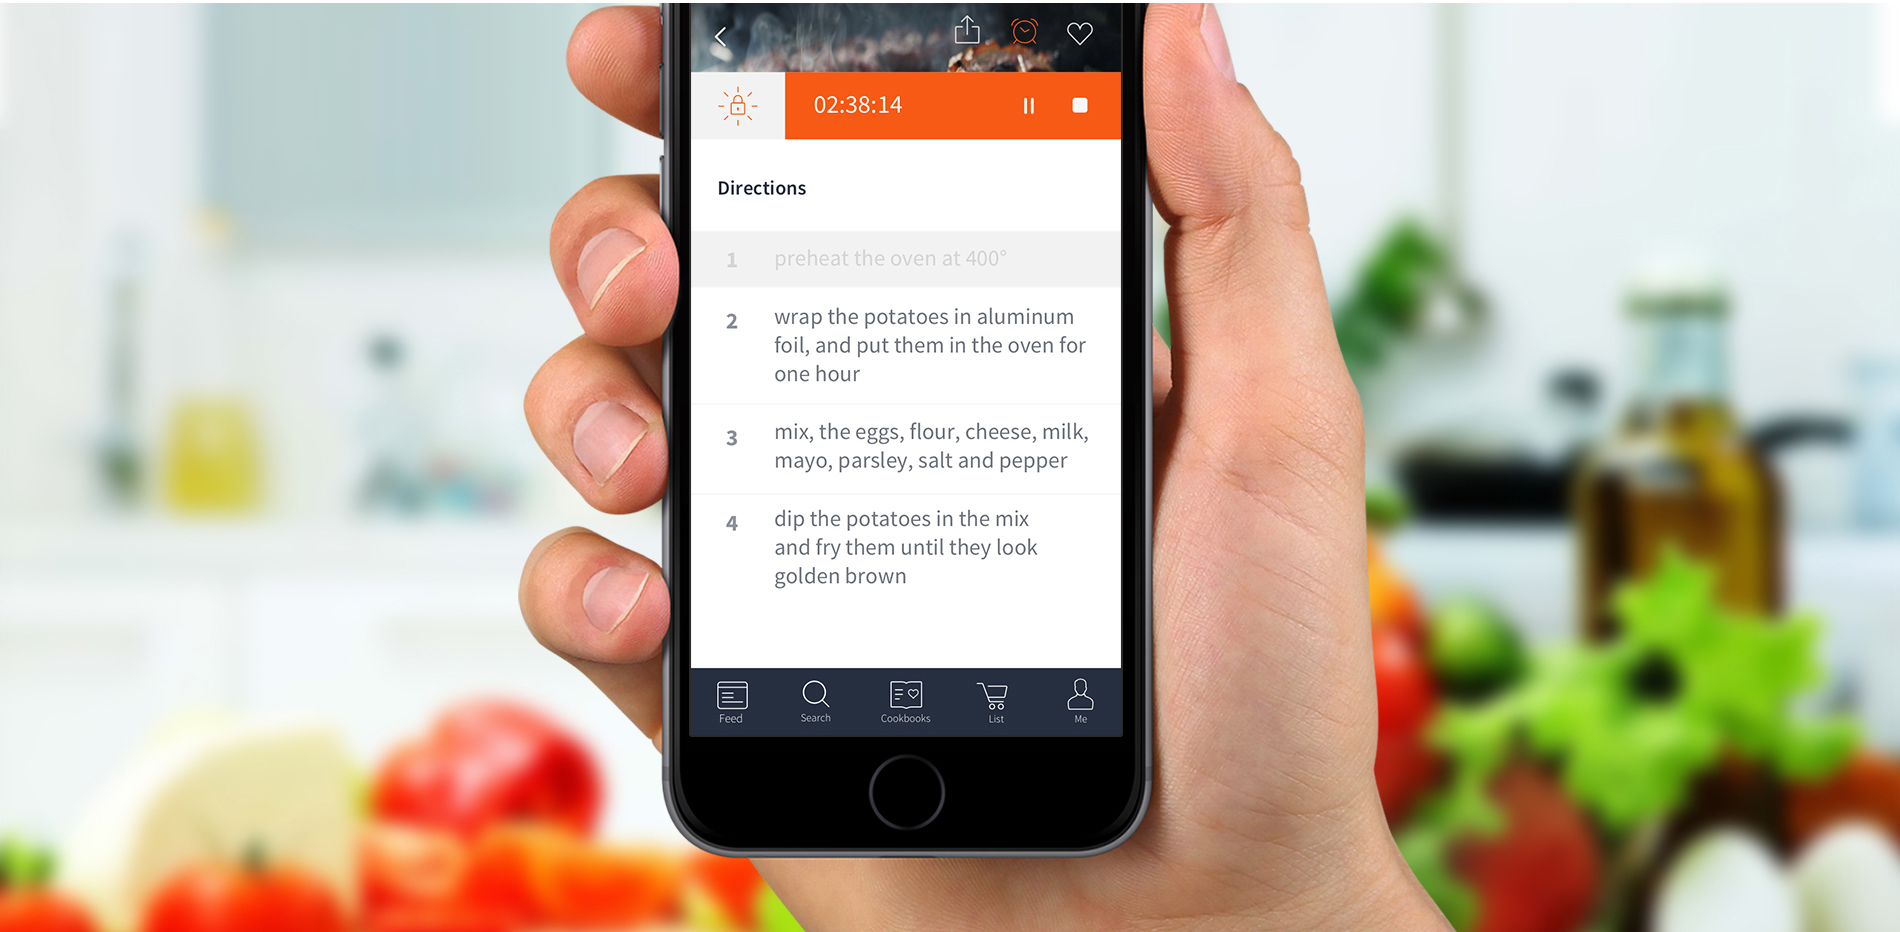 02:38:14
Directions
1 preheat the oven at 400°
2 wrap the potatoes in aluminum
foil, and put them in the oven for
one hour
3 mix, the eggs, flour, cheese, milk,
mayo, parsley, salt and pepper
4 dip the potatoes in the mix
and fry them until they look
golden brown
Feed Search Cookbooks List Me